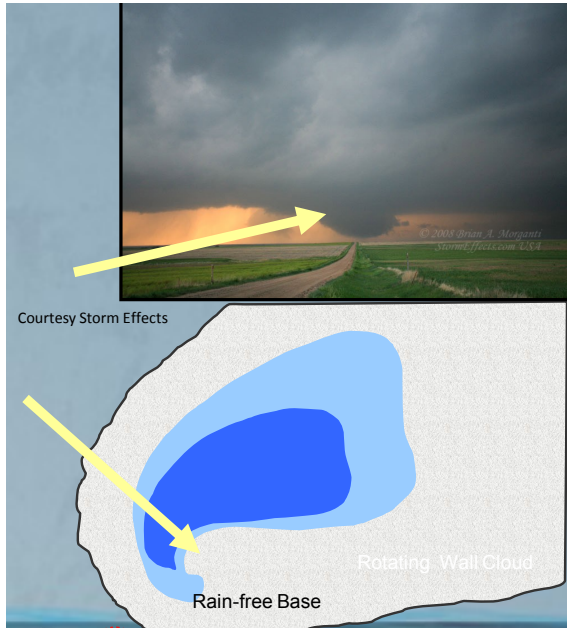 © 2008 Brian A. Morganti
StormEffects.com USA
Courtesy Storm Effects
Rotating Wall Cloud
Rain-free Base